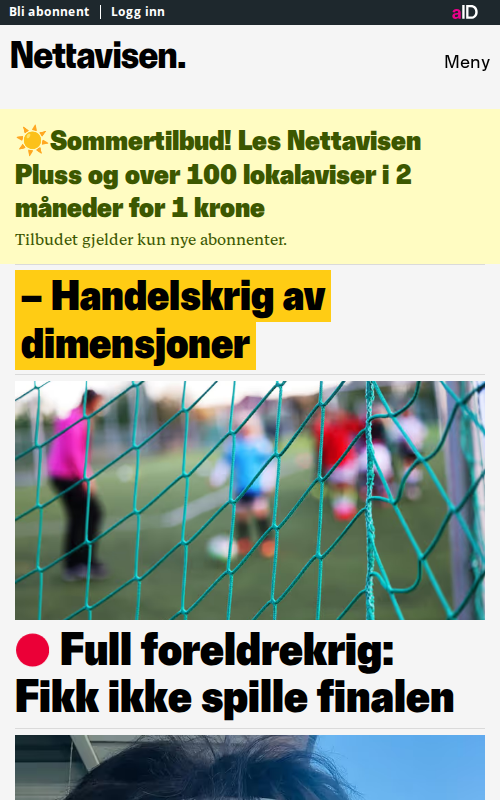 Bli abonnent | Logg inn
aID
Nettavisen.
Meny
☀️Sommertilbud! Les Nettavisen
Pluss og over 100 lokalaviser i 2
måneder for 1 krone
Tilbudet gjelder kun nye abonnenter.
– Handelskrig av
dimensjoner
🔴 Full foreldrekrig:
Fikk ikke spille finalen